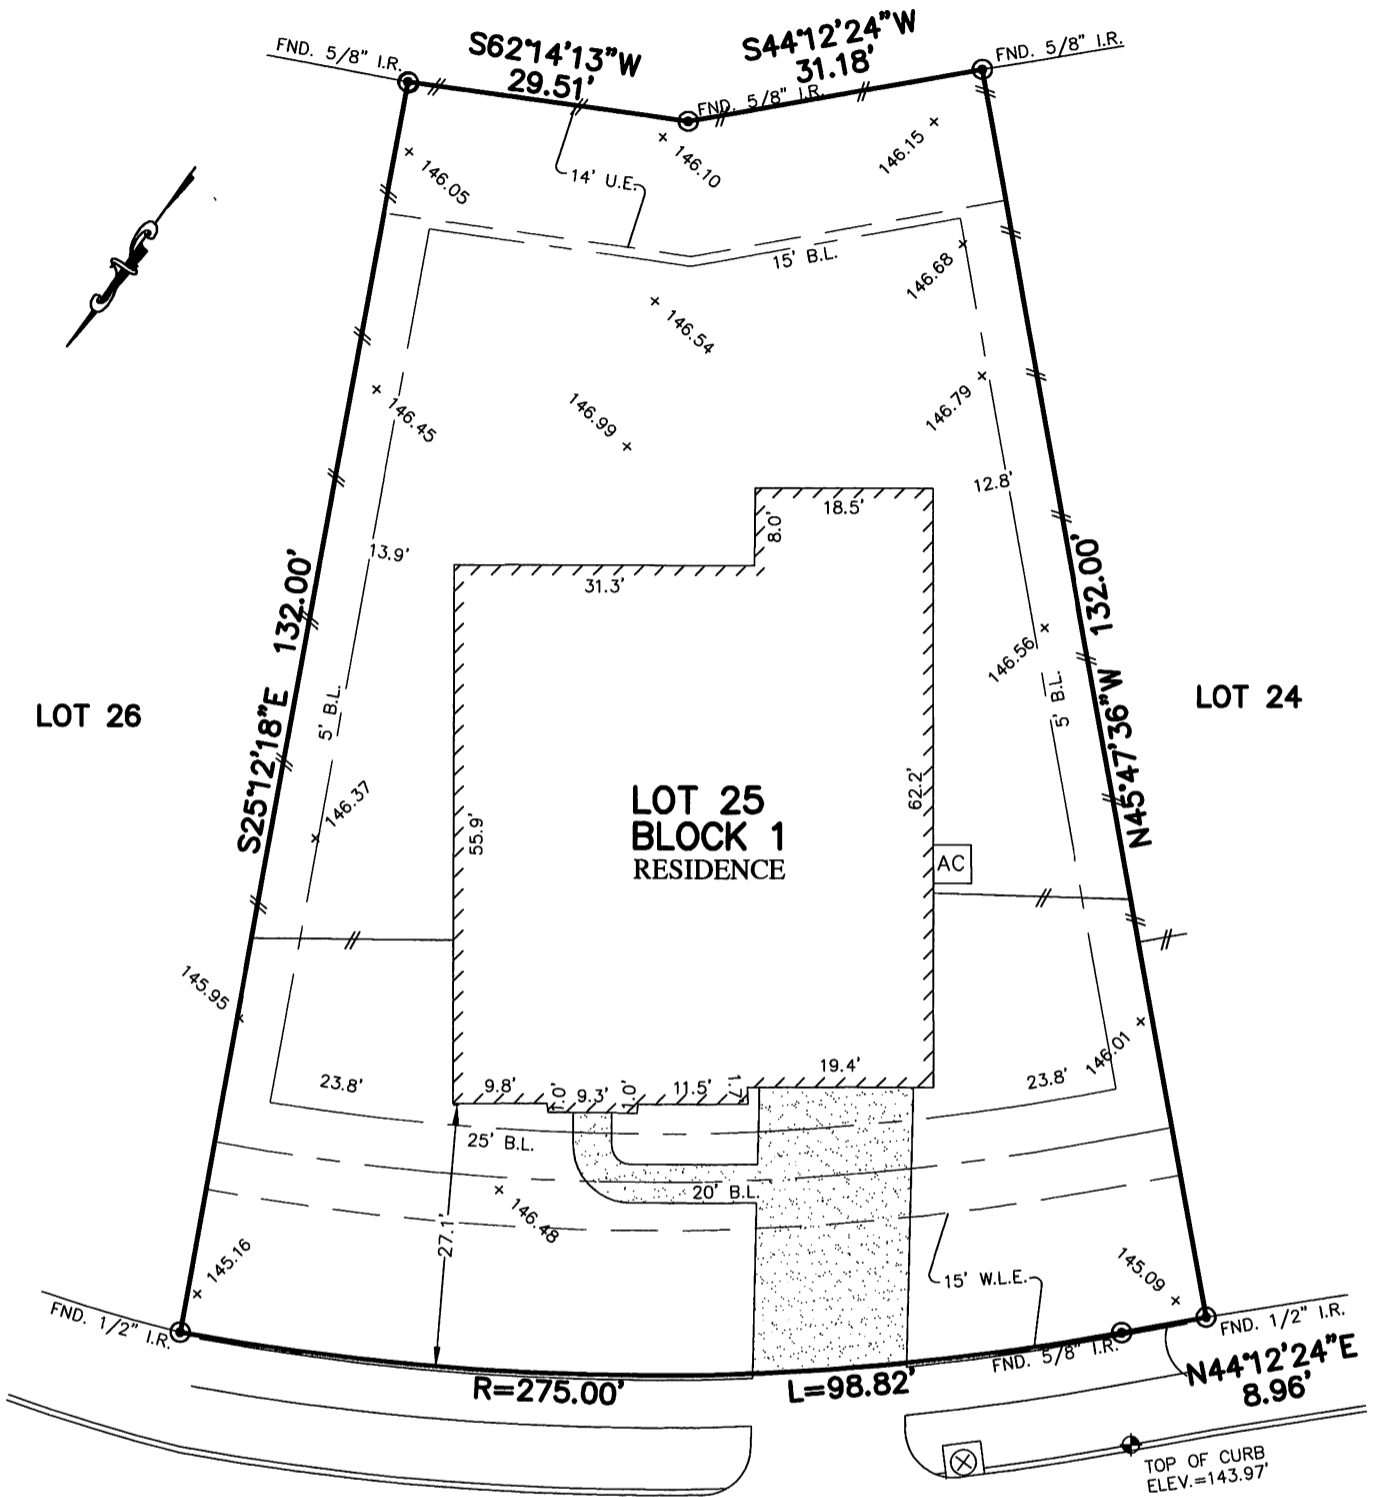 FND. 5/8" I.R.
S62°14'13"W
29.51'
S44°12'24"W
31.18'
FND. 5/8" I.R.
FND. 5/8" I.R.
146.05
146.10
146.15
14' U.E.
15' B.L.
146.68
146.54
146.45
146.99
146.79
12.8'
18.5'
8.0'
13.9'
31.3'
S25°12'18"E 132.00'
N45°47'36"W 132.00'
146.56
5' B.L.
5' B.L.
LOT 26
LOT 24
LOT 25
BLOCK 1
RESIDENCE
55.9'
62.2'
AC
146.37
145.95
146.01
23.8'
9.8'
1.0'
9.3'
1.0'
11.5'
1.7'
19.4'
23.8'
25' B.L.
20' B.L.
146.48
27.1'
145.16
15' W.L.E.
145.09
FND. 1/2" I.R.
FND. 5/8" I.R.
FND. 1/2" I.R.
R=275.00'
L=98.82'
N44°12'24"E
8.96'
TOP OF CURB
ELEV.=143.97'